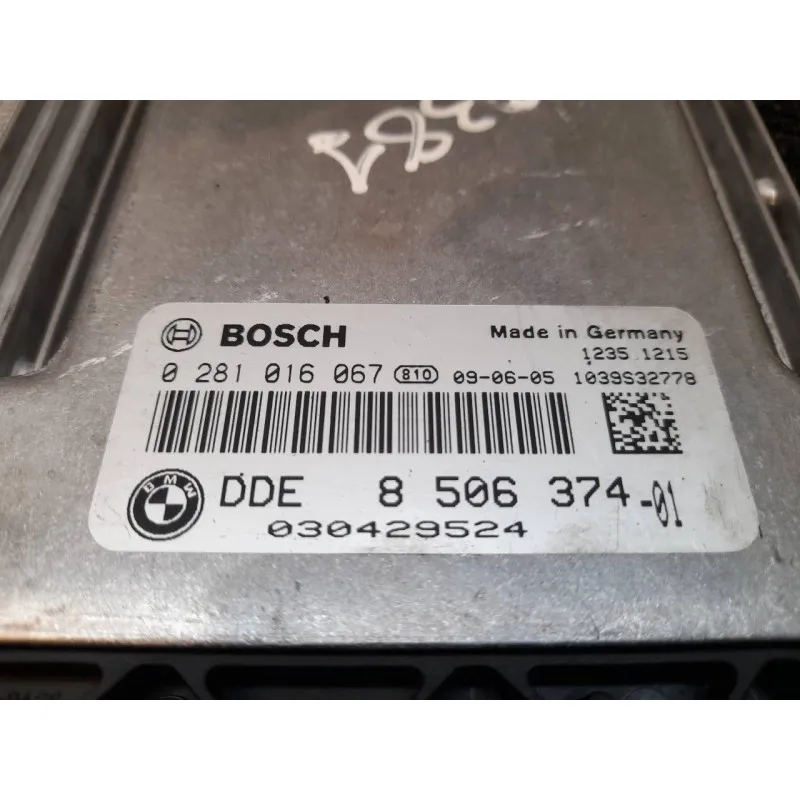 BOSCH Made in Germany
1235.1215
0 281 016 067 810 09-06-05 1039S32778
BMW DDE 8 506 374-01
030429524